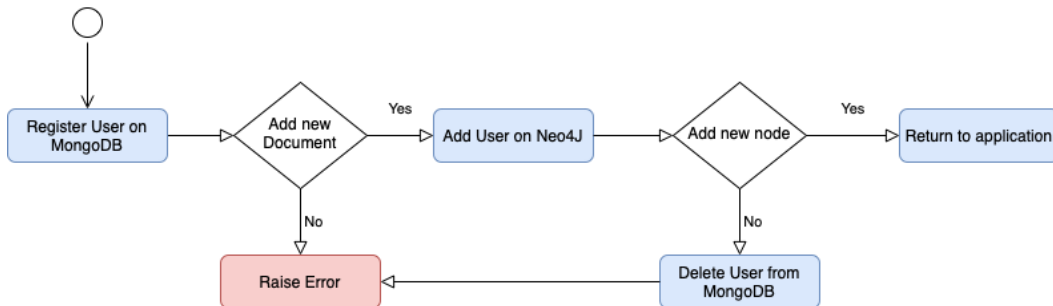 Register User on
MongoDB
Add new
Document
Yes
Add User on Neo4J
Add new node
Yes
Return to application
No
No
Raise Error
Delete User from
MongoDB